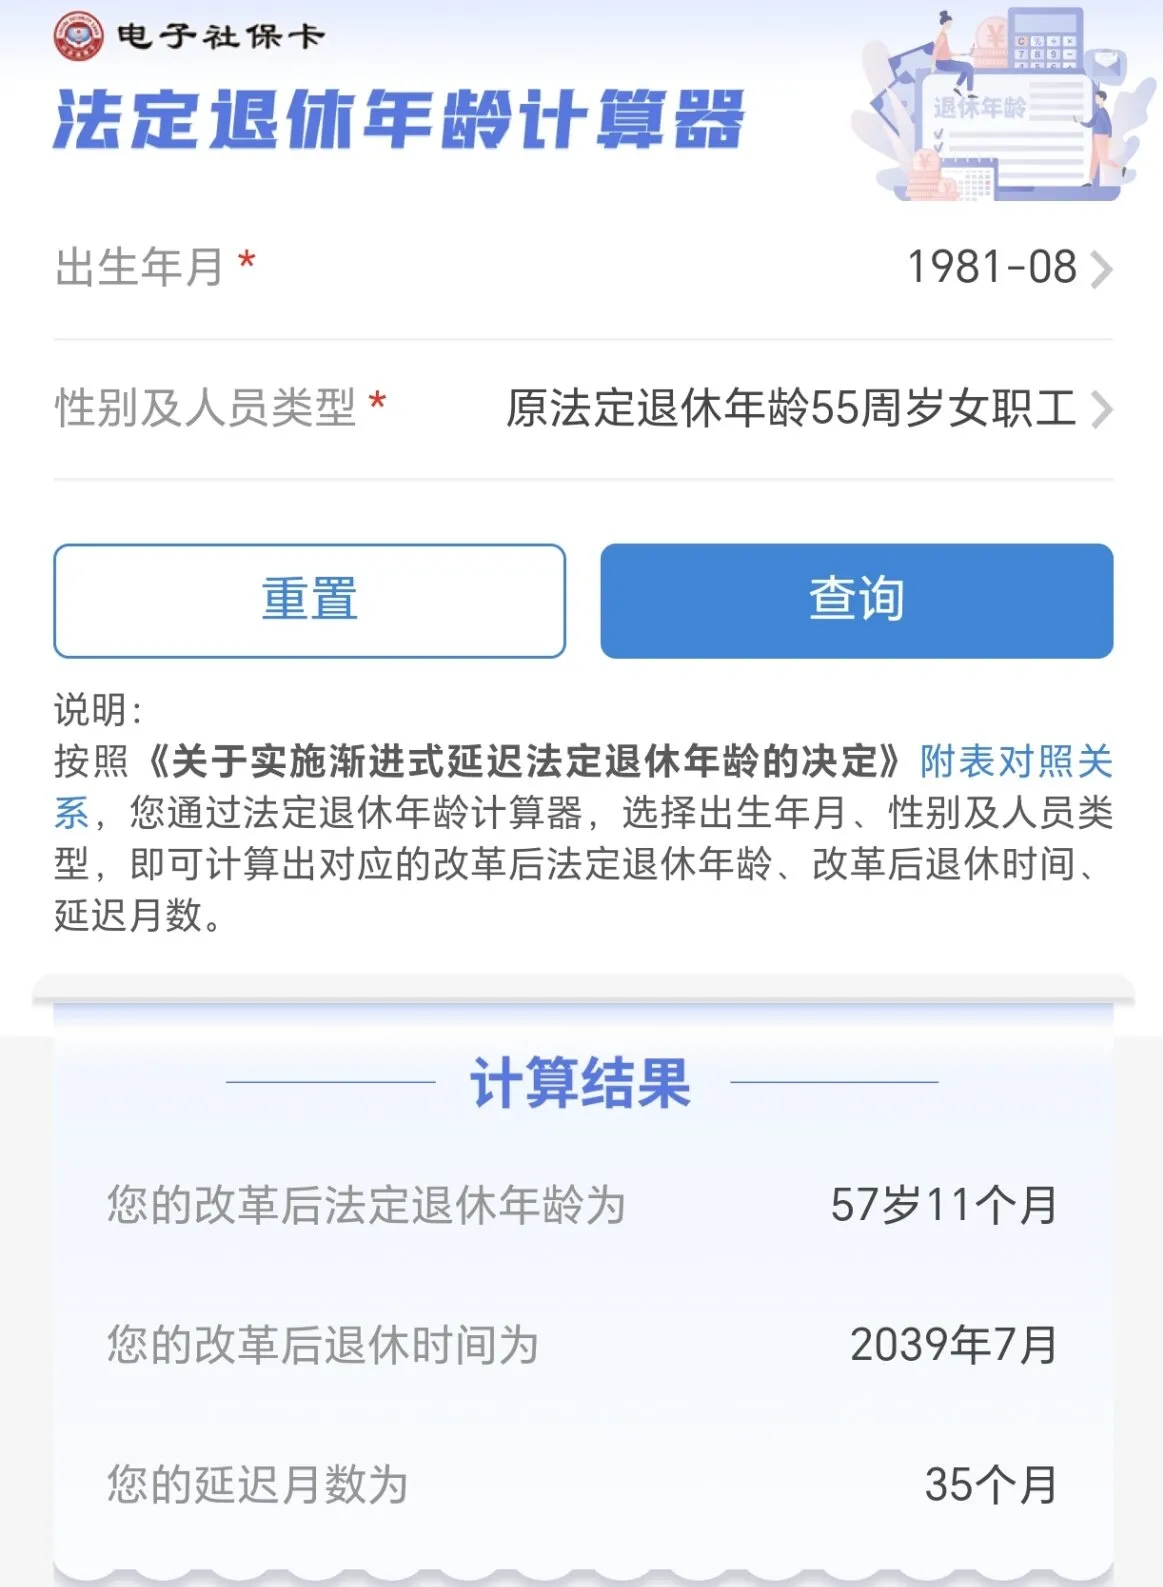 电子社保卡
法定退休年龄计算器
退休年龄
出生年月 * 1981-08
性别及人员类型 * 原法定退休年龄55周岁女职工
重置 查询
说明：
按照《关于实施渐进式延迟法定退休年龄的决定》附表对照关
系，您通过法定退休年龄计算器，选择出生年月、性别及人员类
型，即可计算出对应的改革后法定退休年龄、改革后退休时间、
延迟月数。
计算结果
您的改革后法定退休年龄为 57岁11个月
您的改革后退休时间为 2039年7月
您的延迟月数为 35个月